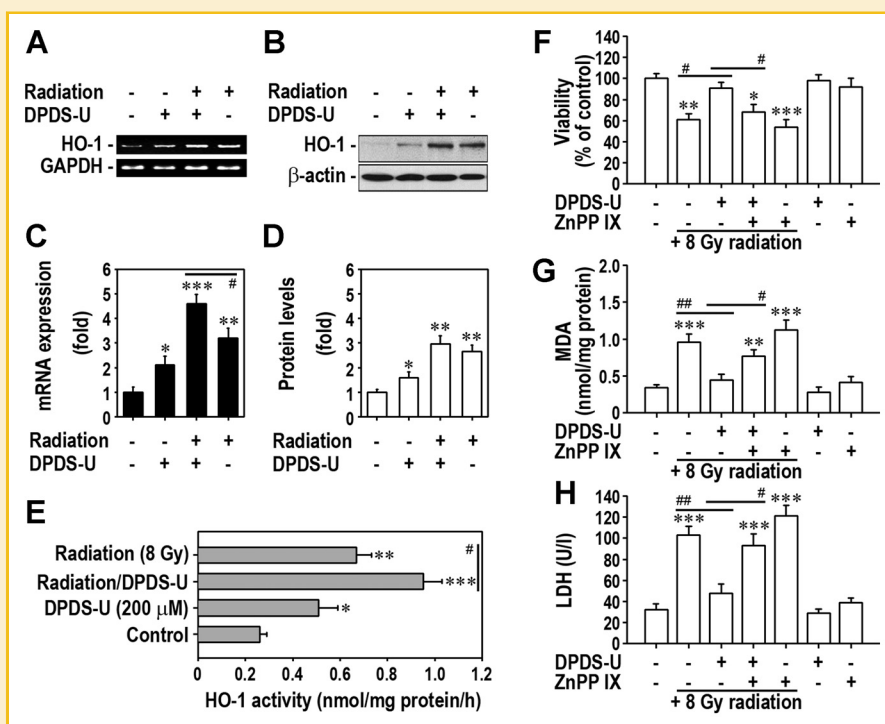 A
Radiation - - + +
DPDS-U - + + -
HO-1 -
GAPDH -
B
Radiation - - + +
DPDS-U - + + -
HO-1 -
β-actin -
C
mRNA expression
(fold)
6
5
4
3
2
1
0
* *** ** #
Radiation - - + +
DPDS-U - + + -
D
Protein levels
(fold)
6
5
4
3
2
1
0
* ** **
Radiation - - + +
DPDS-U - + + -
E
Radiation (8 Gy) ** #
Radiation/DPDS-U ***
DPDS-U (200 µM) *
Control
0 0.2 0.4 0.6 0.8 1.0 1.2
HO-1 activity (nmol/mg protein/h)
F
Viability
(% of control)
140
120
100
80
60
40
20
0
# #
** * ***
DPDS-U - - + + - + -
ZnPP IX - - - + + - +
+ 8 Gy radiation
G
MDA
(nmol/mg protein)
2.0
1.5
1.0
0.5
0
## #
*** ** ***
DPDS-U - - + + - + -
ZnPP IX - - - + + - +
+ 8 Gy radiation
H
LDH (U/l)
140
120
100
80
60
40
20
0
## #
*** *** ***
DPDS-U - - + + - + -
ZnPP IX - - - + + - +
+ 8 Gy radiation